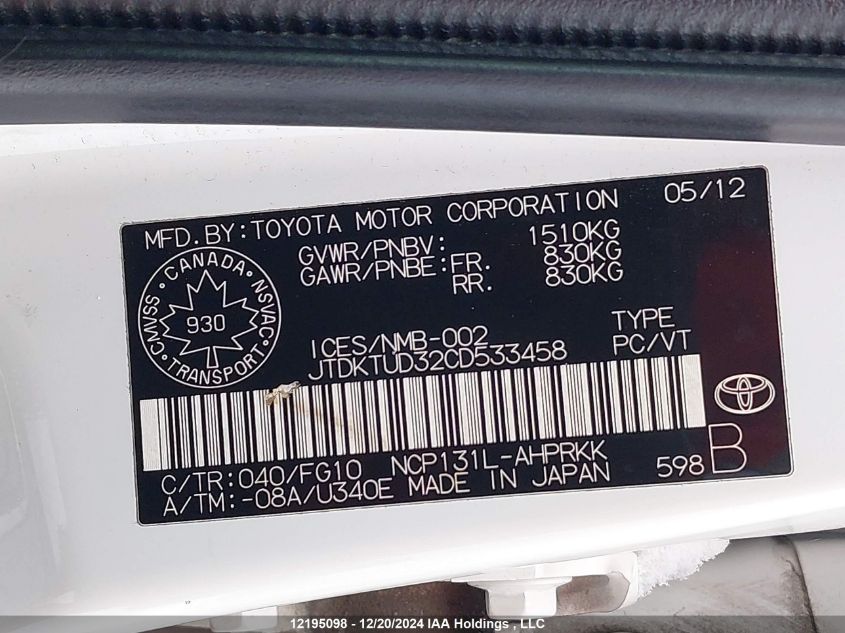 MFD.BY:TOYOTA MOTOR CORPORATION 05/12
GVWR/PNBV: 1510KG
GAWR/PNBE:FR. 830KG
RR. 830KG
CANADA
CMVSS NSVAC
930
TRANSPORT
ICES/NMB-002
JTDKTUD32CD533458
TYPE
PC/VT
C/TR:040/FG10 NCP131L-AHPRKK
A/TM:-08A/U340E MADE IN JAPAN
598 B
12195098 - 12/20/2024 IAA Holdings , LLC